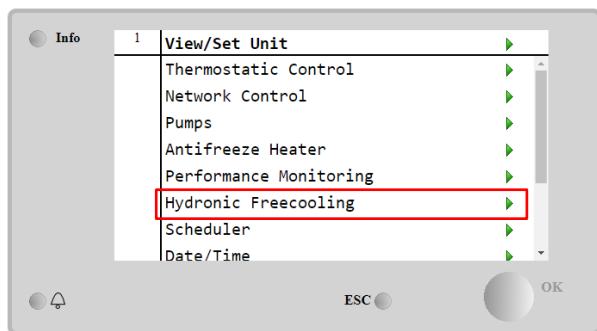 Info
1
View/Set Unit
Thermostatic Control
Network Control
Pumps
Antifreeze Heater
Performance Monitoring
Hydronic Freecooling
Scheduler
Date/Time
ESC
OK